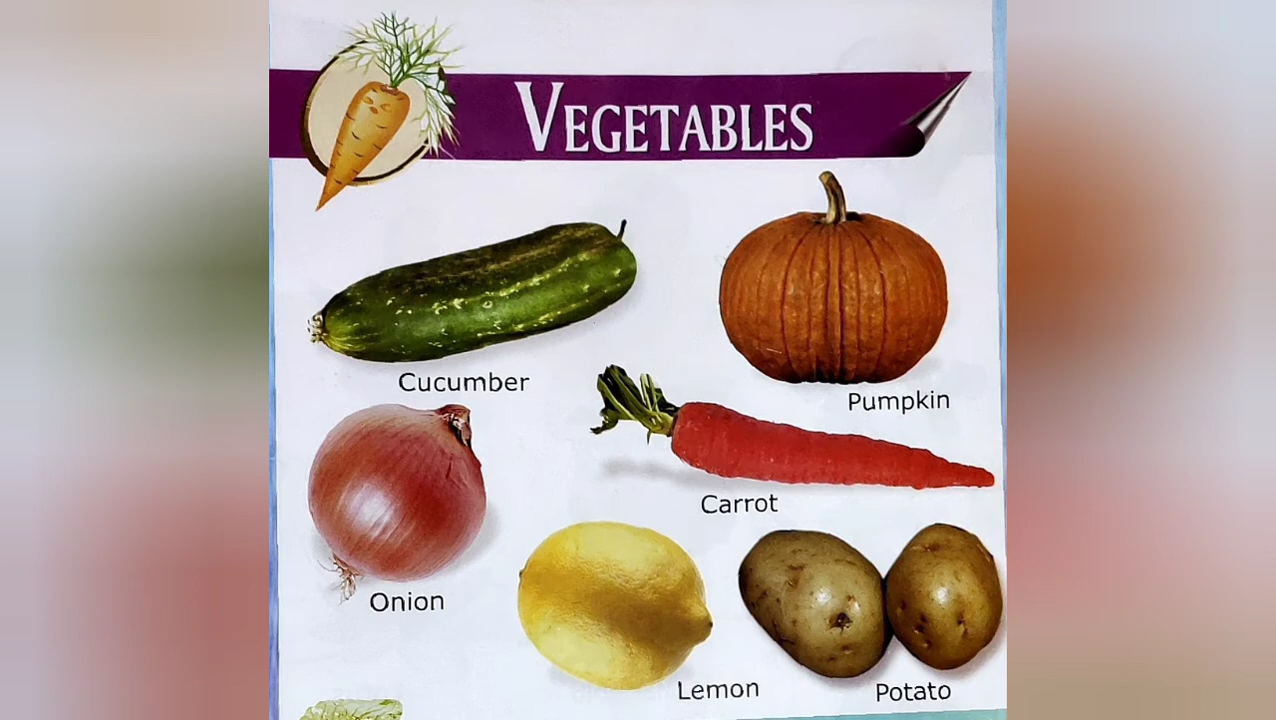 VEGETABLES
Cucumber
Pumpkin
Carrot
Onion
Lemon
Potato